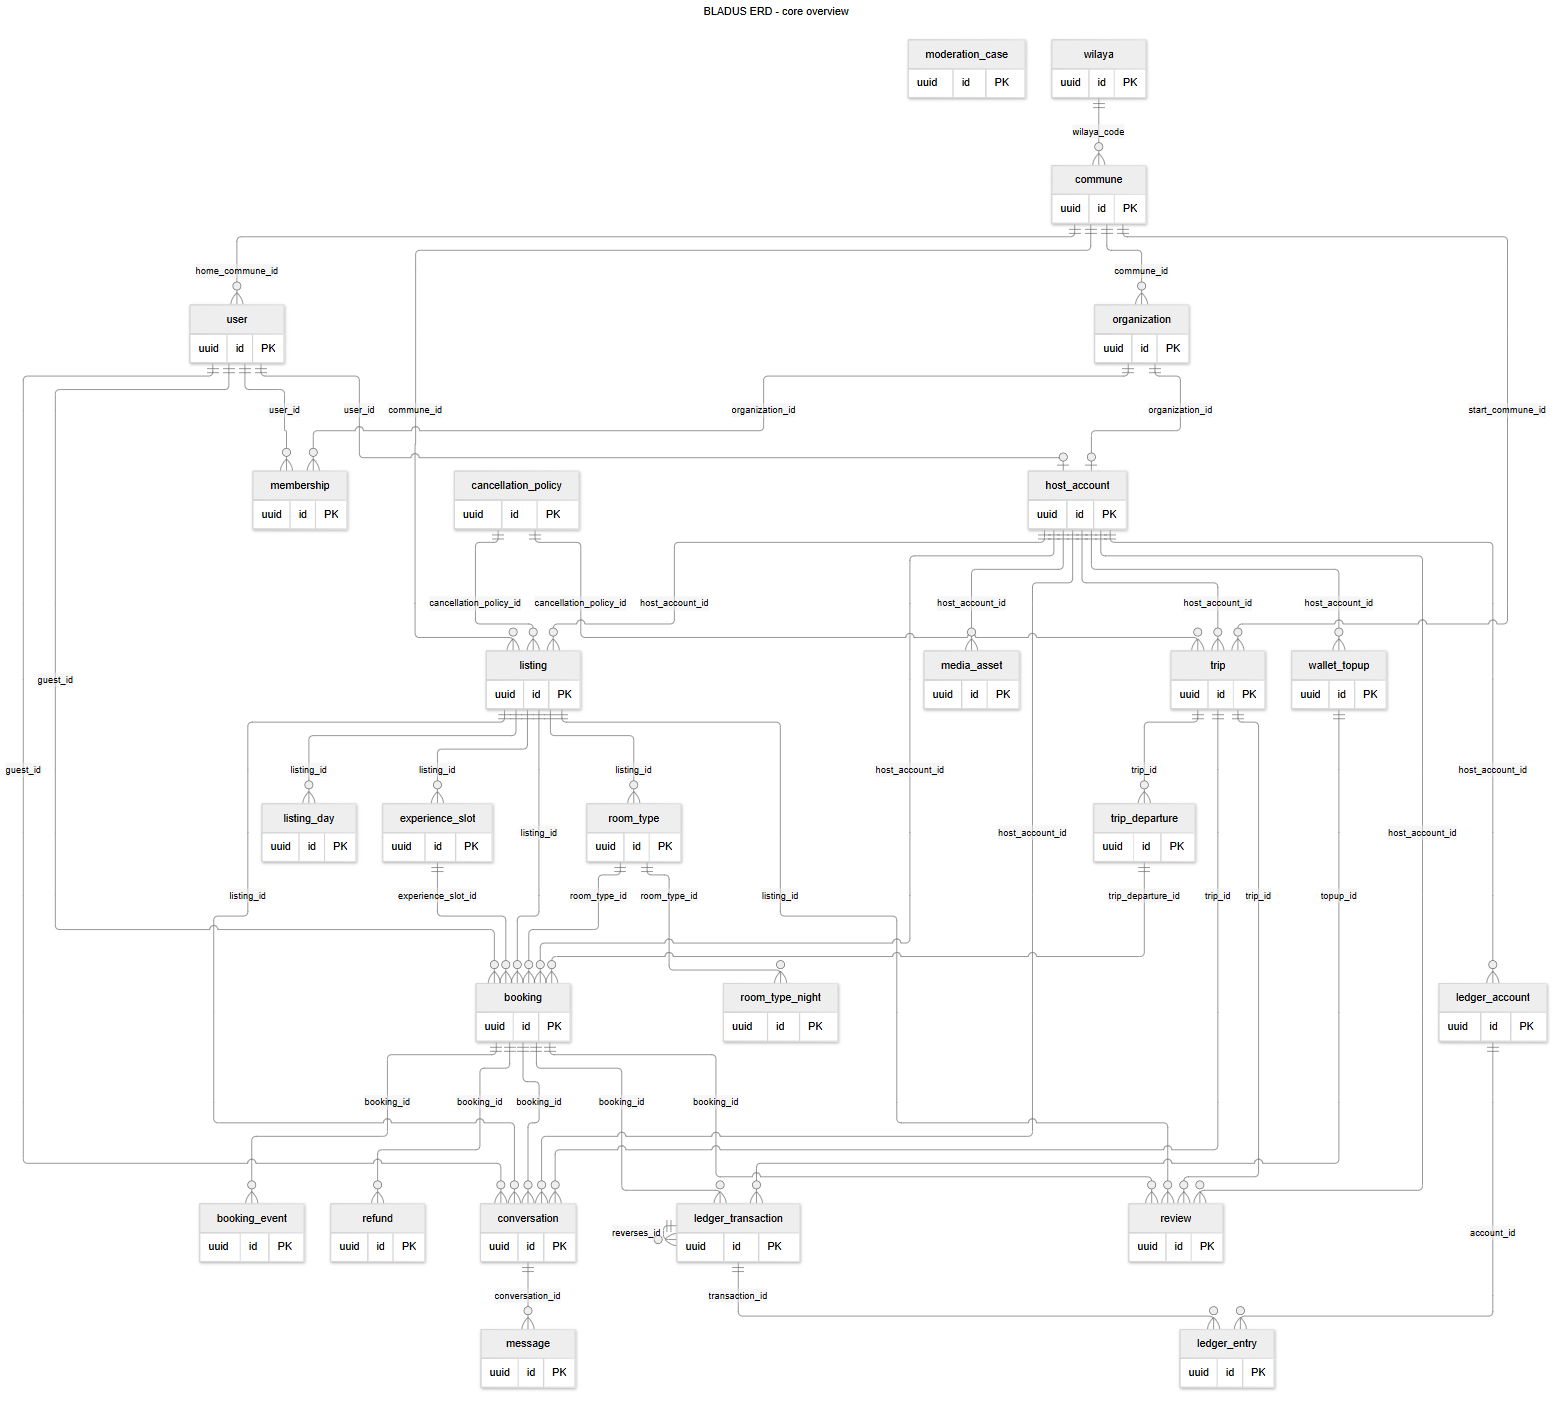 BLADUS ERD - core overview
moderation_case
uuid id PK
wilaya
uuid id PK
wilaya_code
commune
uuid id PK
home_commune_id
commune_id
user
uuid id PK
organization
uuid id PK
user_id
user_id
commune_id
organization_id
organization_id
start_commune_id
membership
uuid id PK
cancellation_policy
uuid id PK
host_account
uuid id PK
cancellation_policy_id
cancellation_policy_id
host_account_id
host_account_id
host_account_id
host_account_id
guest_id
listing
uuid id PK
media_asset
uuid id PK
trip
uuid id PK
wallet_topup
uuid id PK
guest_id
listing_id
listing_id
listing_id
host_account_id
trip_id
host_account_id
listing_day
uuid id PK
experience_slot
uuid id PK
listing_id
room_type
uuid id PK
host_account_id
trip_departure
uuid id PK
host_account_id
listing_id
experience_slot_id
room_type_id
room_type_id
listing_id
trip_departure_id
trip_id
trip_id
topup_id
booking
uuid id PK
room_type_night
uuid id PK
ledger_account
uuid id PK
booking_id
booking_id
booking_id
booking_id
booking_id
booking_event
uuid id PK
refund
uuid id PK
conversation
uuid id PK
reverses_id
ledger_transaction
uuid id PK
review
uuid id PK
account_id
conversation_id
transaction_id
message
uuid id PK
ledger_entry
uuid id PK